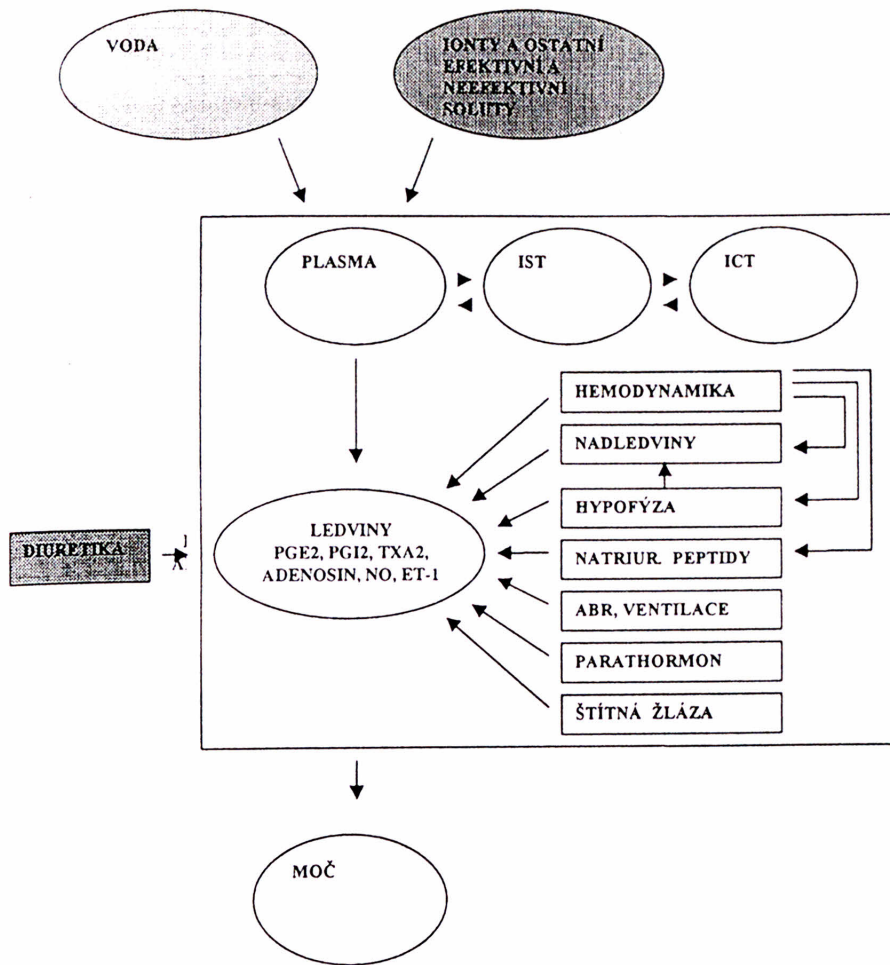 VODA
IONTY A OSTATNÍ
EFEKTIVNÍ A
NEEFEKTIVNÍ
SOLUTY
PLASMA
IST
ICT
HEMODYNAMIKA
NADLEDVINY
HYPOFÝZA
NATRIUR. PEPTIDY
ABR, VENTILACE
PARATHORMON
ŠTÍTNÁ ŽLÁZA
LEDVINY
PGE2, PGI2, TXA2,
ADENOSIN, NO, ET-1
DIURETIKA
MOČ